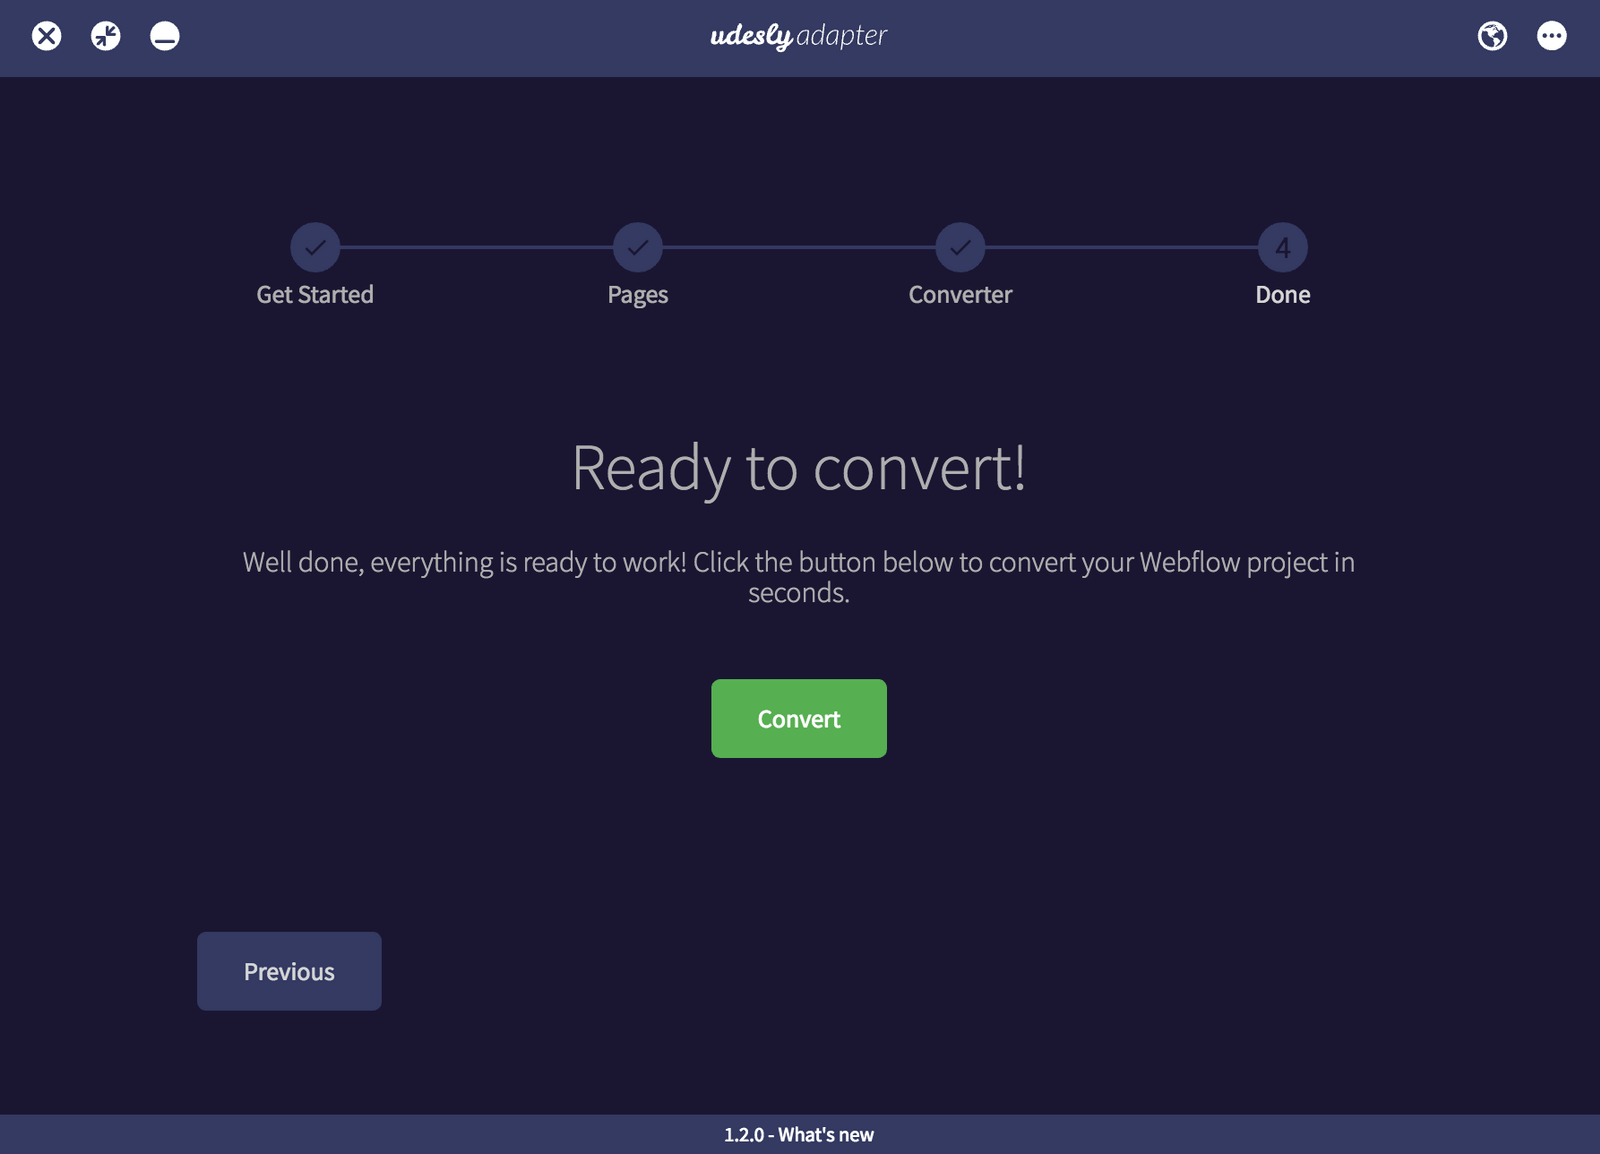 udesly adapter
4
Get Started
Pages
Converter
Done
Ready to convert!
Well done, everything is ready to work! Click the button below to convert your Webflow project in
seconds.
Convert
Previous
1.2.0 - What's new